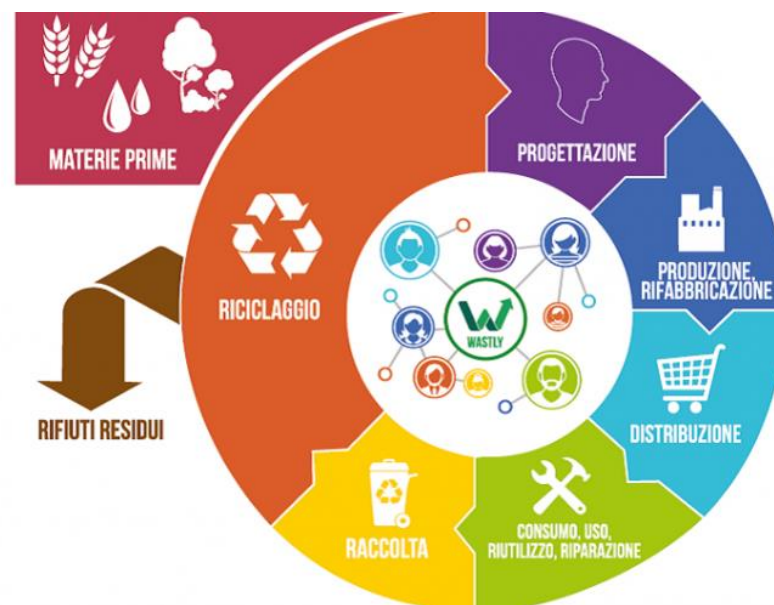 MATERIE PRIME
PROGETTAZIONE
PRODUZIONE,
RIFABBRICAZIONE
RICICLAGGIO
WASTLY
DISTRIBUZIONE
RIFIUTI RESIDUI
CONSUMO, USO,
RIUTILIZZO, RIPARAZIONE
RACCOLTA